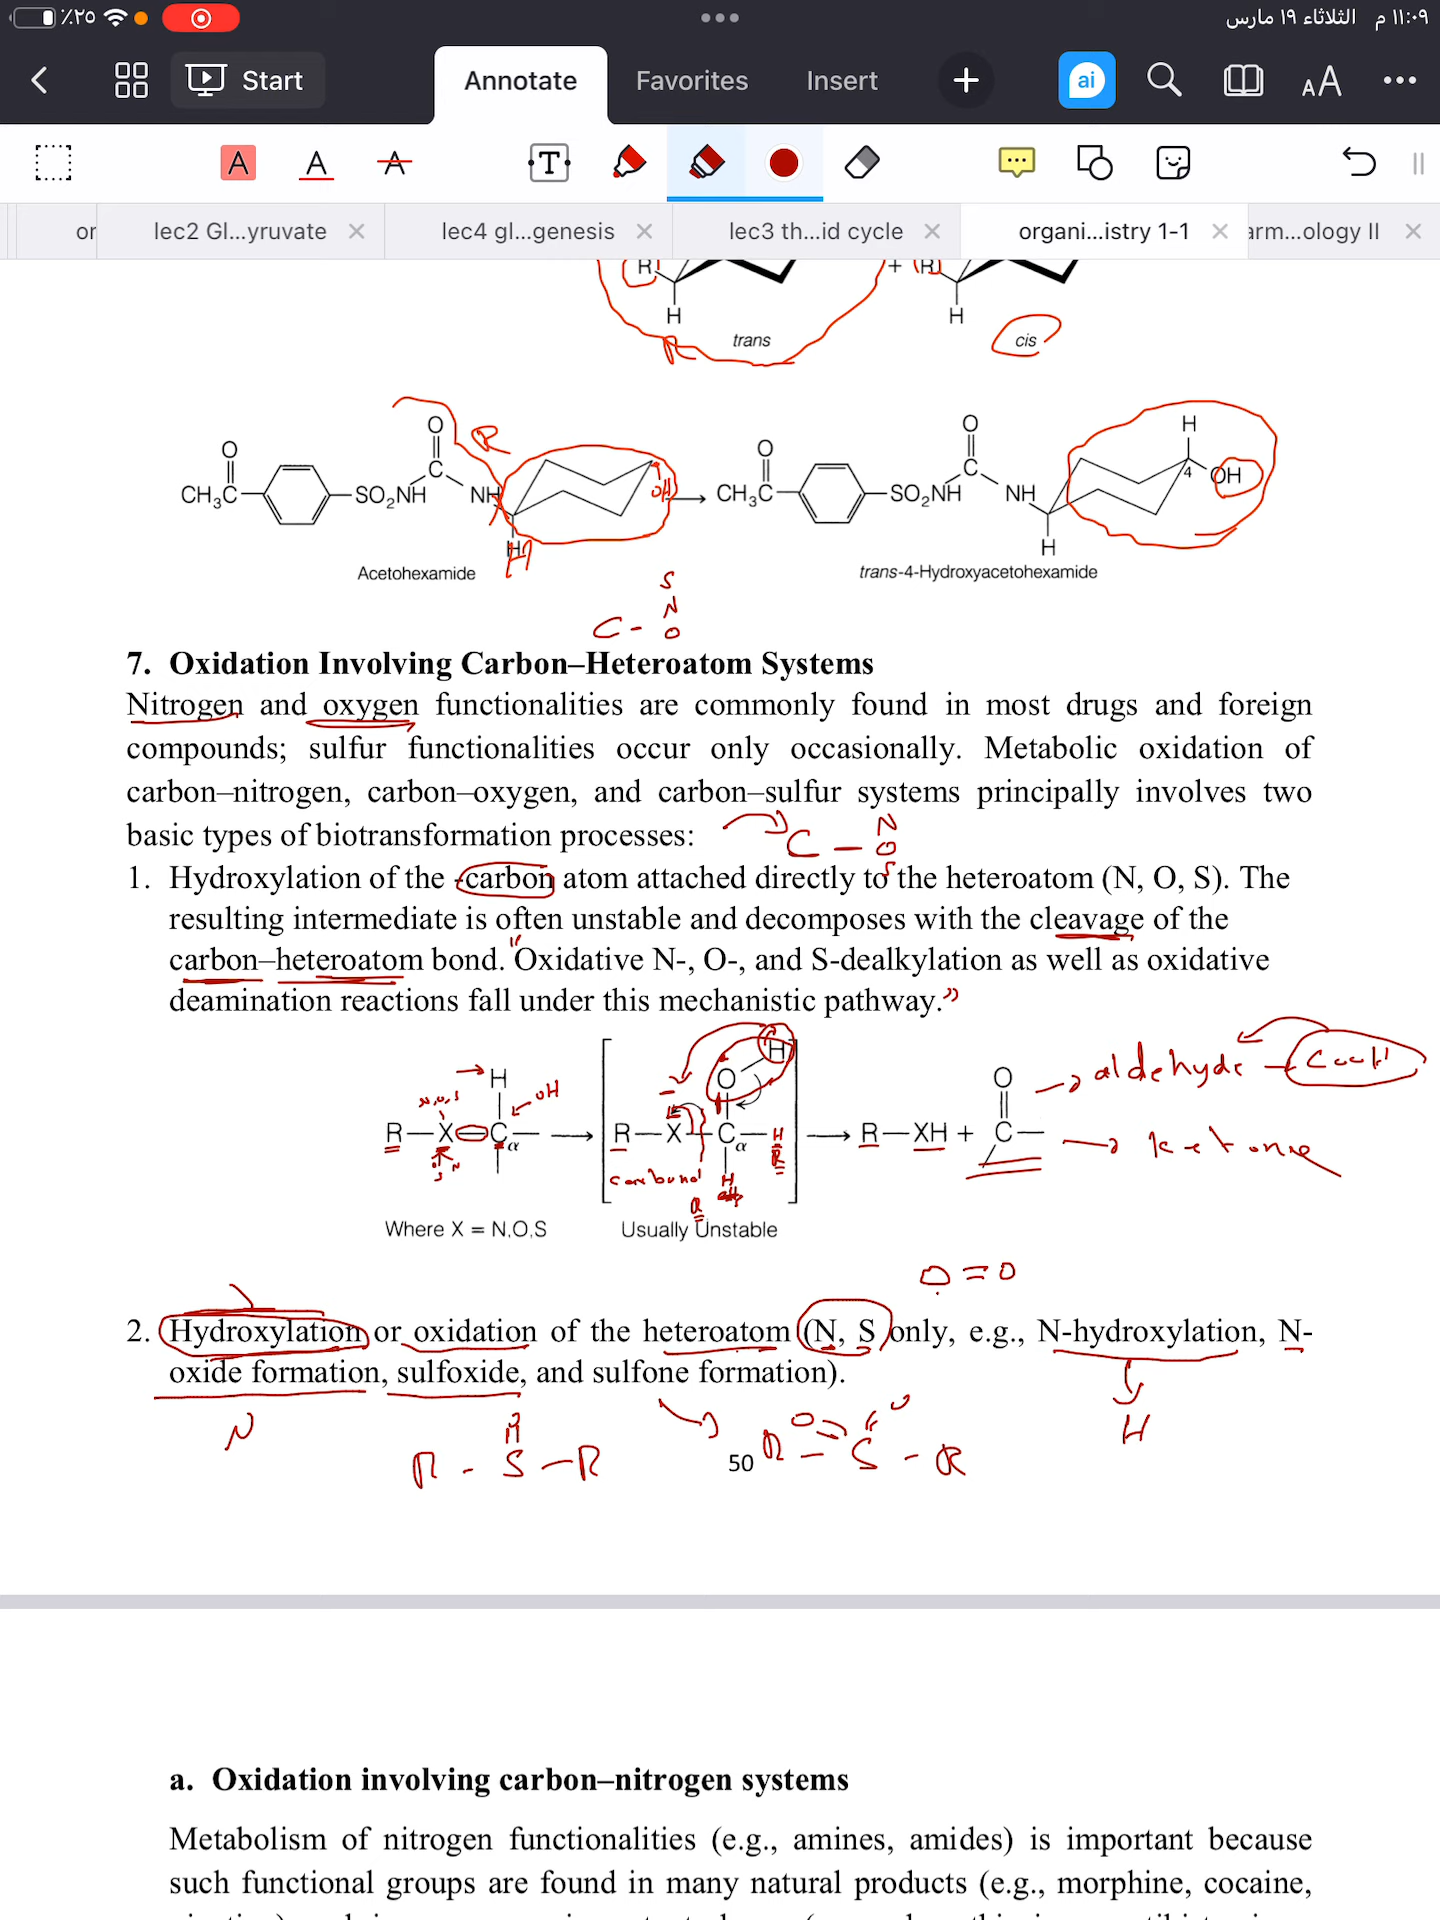 ٪٢٥
١١:٠٩ م الثلاثاء ١٩ مارس
Start
Annotate
Favorites
Insert
ai
AA
A A A T
or
lec2 Gl...yruvate
lec4 gl...genesis
lec3 th...id cycle
organi...istry 1-1
arm...ology II
R + R
H H
trans
cis
R
O O R O O H
CH₃C SO₂NH C NH OH H CH₃C SO₂NH C NH 4 OH H
Acetohexamide
trans-4-Hydroxyacetohexamide
S
N
C - O
7. Oxidation Involving Carbon–Heteroatom Systems
Nitrogen and oxygen functionalities are commonly found in most drugs and foreign
compounds; sulfur functionalities occur only occasionally. Metabolic oxidation of
carbon–nitrogen, carbon–oxygen, and carbon–sulfur systems principally involves two
basic types of biotransformation processes:
C - N O S
1. Hydroxylation of the -carbon atom attached directly to the heteroatom (N, O, S). The
resulting intermediate is often unstable and decomposes with the cleavage of the
carbon–heteroatom bond. "Oxidative N-, O-, and S-dealkylation as well as oxidative
deamination reactions fall under this mechanistic pathway."
H OH O H O aldehyde
N,O,S
R—X—Cα— → R—X—Cα— → R—XH + C— ketone
H R
Where X = N,O,S
Usually Unstable
O = O
2. Hydroxylation or oxidation of the heteroatom (N, S only, e.g., N-hydroxylation, N-
oxide formation, sulfoxide, and sulfone formation).
N H
R - S - R
R - S - R
50
a. Oxidation involving carbon–nitrogen systems
Metabolism of nitrogen functionalities (e.g., amines, amides) is important because
such functional groups are found in many natural products (e.g., morphine, cocaine,